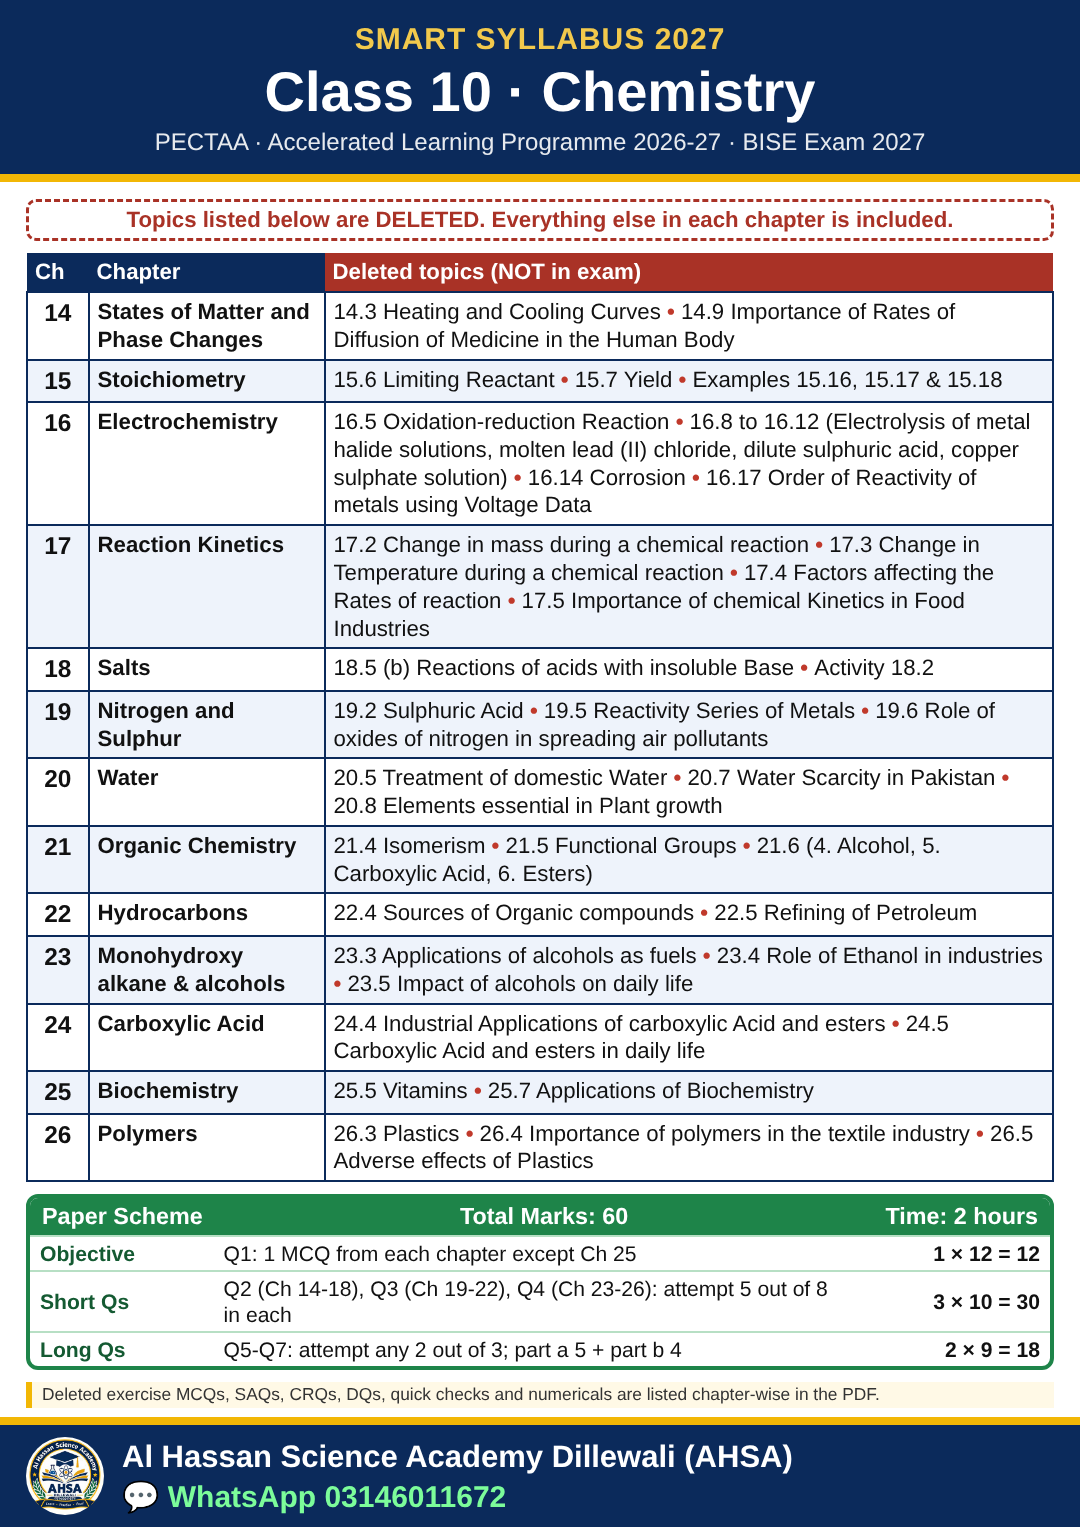 SMART SYLLABUS 2027
Class 10 · Chemistry
PECTAA · Accelerated Learning Programme 2026-27 · BISE Exam 2027
Topics listed below are DELETED. Everything else in each chapter is included.
Ch Chapter Deleted topics (NOT in exam)
14 States of Matter and Phase Changes 14.3 Heating and Cooling Curves • 14.9 Importance of Rates of
Diffusion of Medicine in the Human Body
15 Stoichiometry 15.6 Limiting Reactant • 15.7 Yield • Examples 15.16, 15.17 & 15.18
16 Electrochemistry 16.5 Oxidation-reduction Reaction • 16.8 to 16.12 (Electrolysis of metal
halide solutions, molten lead (II) chloride, dilute sulphuric acid, copper
sulphate solution) • 16.14 Corrosion • 16.17 Order of Reactivity of
metals using Voltage Data
17 Reaction Kinetics 17.2 Change in mass during a chemical reaction • 17.3 Change in
Temperature during a chemical reaction • 17.4 Factors affecting the
Rates of reaction • 17.5 Importance of chemical Kinetics in Food
Industries
18 Salts 18.5 (b) Reactions of acids with insoluble Base • Activity 18.2
19 Nitrogen and Sulphur 19.2 Sulphuric Acid • 19.5 Reactivity Series of Metals • 19.6 Role of
oxides of nitrogen in spreading air pollutants
20 Water 20.5 Treatment of domestic Water • 20.7 Water Scarcity in Pakistan •
20.8 Elements essential in Plant growth
21 Organic Chemistry 21.4 Isomerism • 21.5 Functional Groups • 21.6 (4. Alcohol, 5.
Carboxylic Acid, 6. Esters)
22 Hydrocarbons 22.4 Sources of Organic compounds • 22.5 Refining of Petroleum
23 Monohydroxy alkane & alcohols 23.3 Applications of alcohols as fuels • 23.4 Role of Ethanol in industries
• 23.5 Impact of alcohols on daily life
24 Carboxylic Acid 24.4 Industrial Applications of carboxylic Acid and esters • 24.5
Carboxylic Acid and esters in daily life
25 Biochemistry 25.5 Vitamins • 25.7 Applications of Biochemistry
26 Polymers 26.3 Plastics • 26.4 Importance of polymers in the textile industry • 26.5
Adverse effects of Plastics
Paper Scheme Total Marks: 60 Time: 2 hours
Objective Q1: 1 MCQ from each chapter except Ch 25 1 × 12 = 12
Short Qs Q2 (Ch 14-18), Q3 (Ch 19-22), Q4 (Ch 23-26): attempt 5 out of 8
in each 3 × 10 = 30
Long Qs Q5-Q7: attempt any 2 out of 3; part a 5 + part b 4 2 × 9 = 18
Deleted exercise MCQs, SAQs, CRQs, DQs, quick checks and numericals are listed chapter-wise in the PDF.
Al Hassan Science Academy
AHSA
Al Hassan Science Academy Dillewali (AHSA)
WhatsApp 03146011672